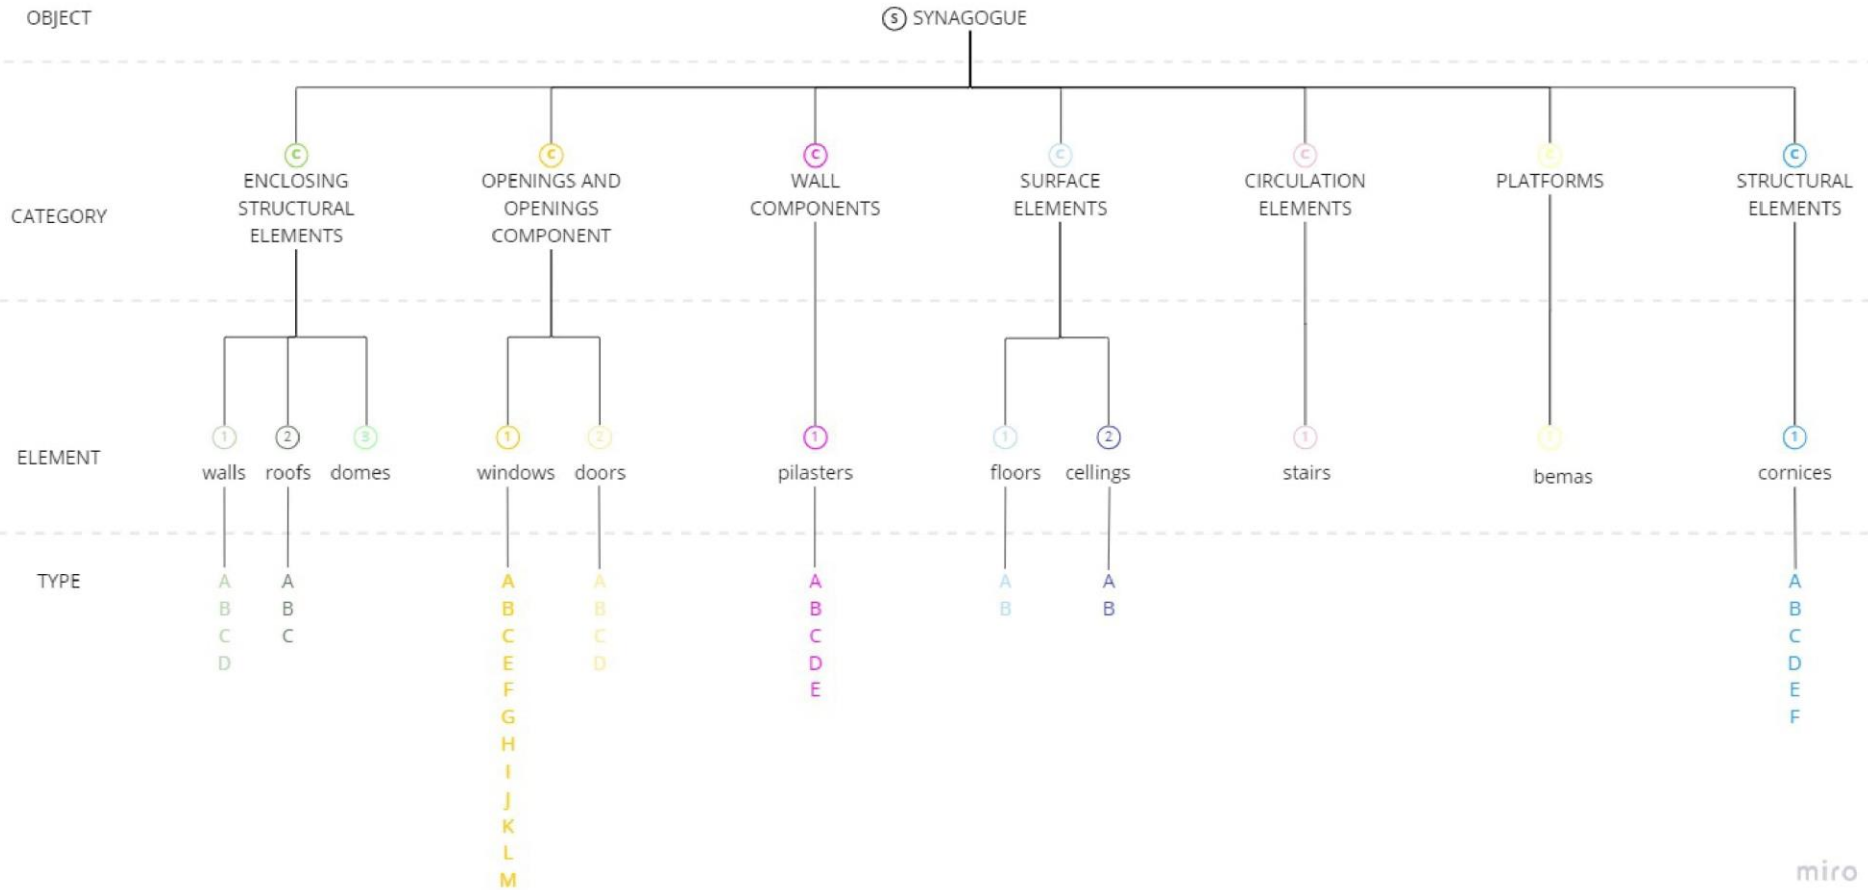 OBJECT
Ⓢ SYNAGOGUE
CATEGORY
C
ENCLOSING
STRUCTURAL
ELEMENTS
C
OPENINGS AND
OPENINGS
COMPONENT
C
WALL
COMPONENTS
C
SURFACE
ELEMENTS
C
CIRCULATION
ELEMENTS
C
PLATFORMS
C
STRUCTURAL
ELEMENTS
ELEMENT
1
walls
2
roofs
3
domes
1
windows
2
doors
1
pilasters
1
floors
2
cellings
1
stairs
1
bemas
1
cornices
TYPE
A
B
C
D
A
B
C
A
B
C
E
F
G
H
I
J
K
L
M
A
B
C
D
A
B
C
D
E
A
B
A
B
A
B
C
D
E
F
miro